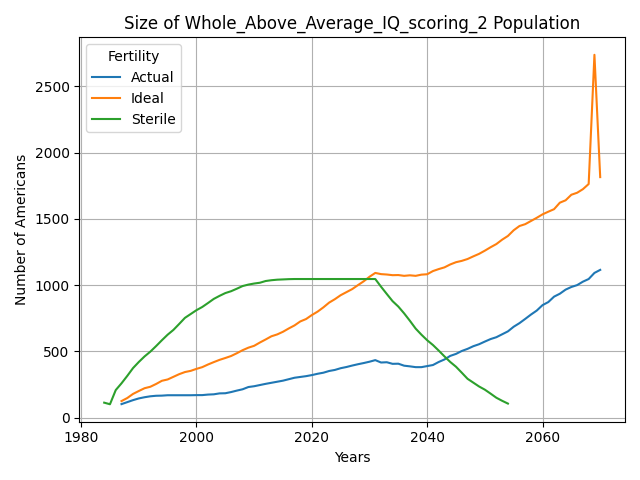 Size of Whole_Above_Average_IQ_scoring_2 Population
Fertility
Actual
Ideal
Sterile
Number of Americans
2500
2000
1500
1000
500
0
1980
2000
2020
2040
2060
Years